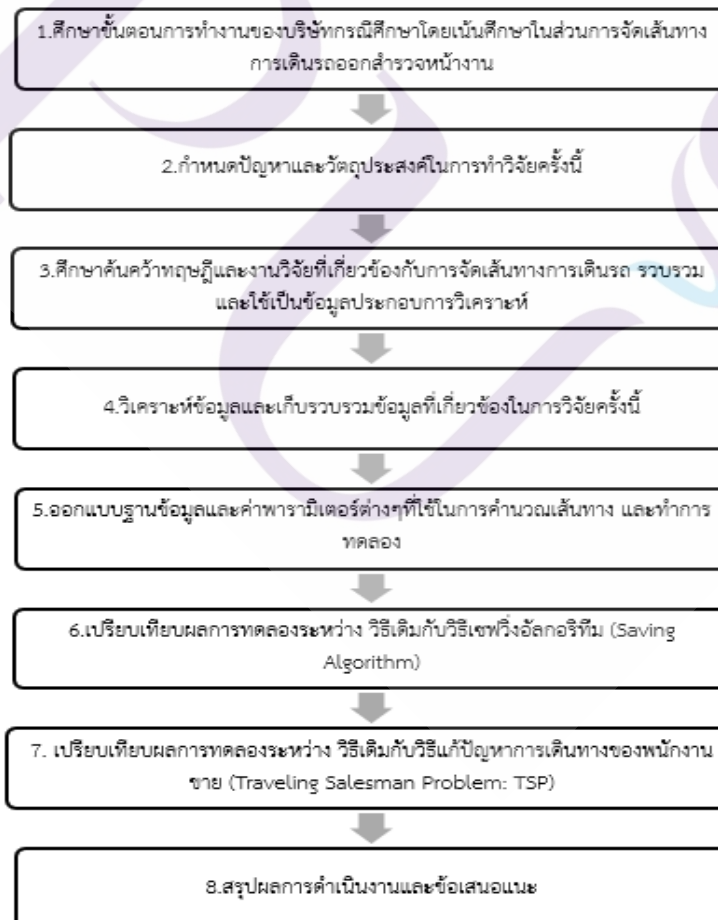 1.ศึกษาขั้นตอนการทำงานของบริษัทกรณีศึกษาโดยเน้นศึกษาในส่วนการจัดเส้นทาง
การเดินรถออกสำรวจหน้างาน
2.กำหนดปัญหาและวัตถุประสงค์ในการทำวิจัยครั้งนี้
3.ศึกษาค้นคว้าทฤษฎีและงานวิจัยที่เกี่ยวข้องกับการจัดเส้นทางการเดินรถ รวบรวม
และใช้เป็นข้อมูลประกอบการวิเคราะห์
4.วิเคราะห์ข้อมูลและเก็บรวบรวมข้อมูลที่เกี่ยวข้องในการวิจัยครั้งนี้
5.ออกแบบฐานข้อมูลและค่าพารามิเตอร์ต่างๆที่ใช้ในการคำนวณเส้นทาง และทำการ
ทดลอง
6.เปรียบเทียบผลการทดลองระหว่าง วิธีเดิมกับวิธีเซฟวิ่งอัลกอริทึม (Saving
Algorithm)
7. เปรียบเทียบผลการทดลองระหว่าง วิธีเดิมกับวิธีแก้ปัญหาการเดินทางของพนักงาน
ขาย (Traveling Salesman Problem: TSP)
8.สรุปผลการดำเนินงานและข้อเสนอแนะ